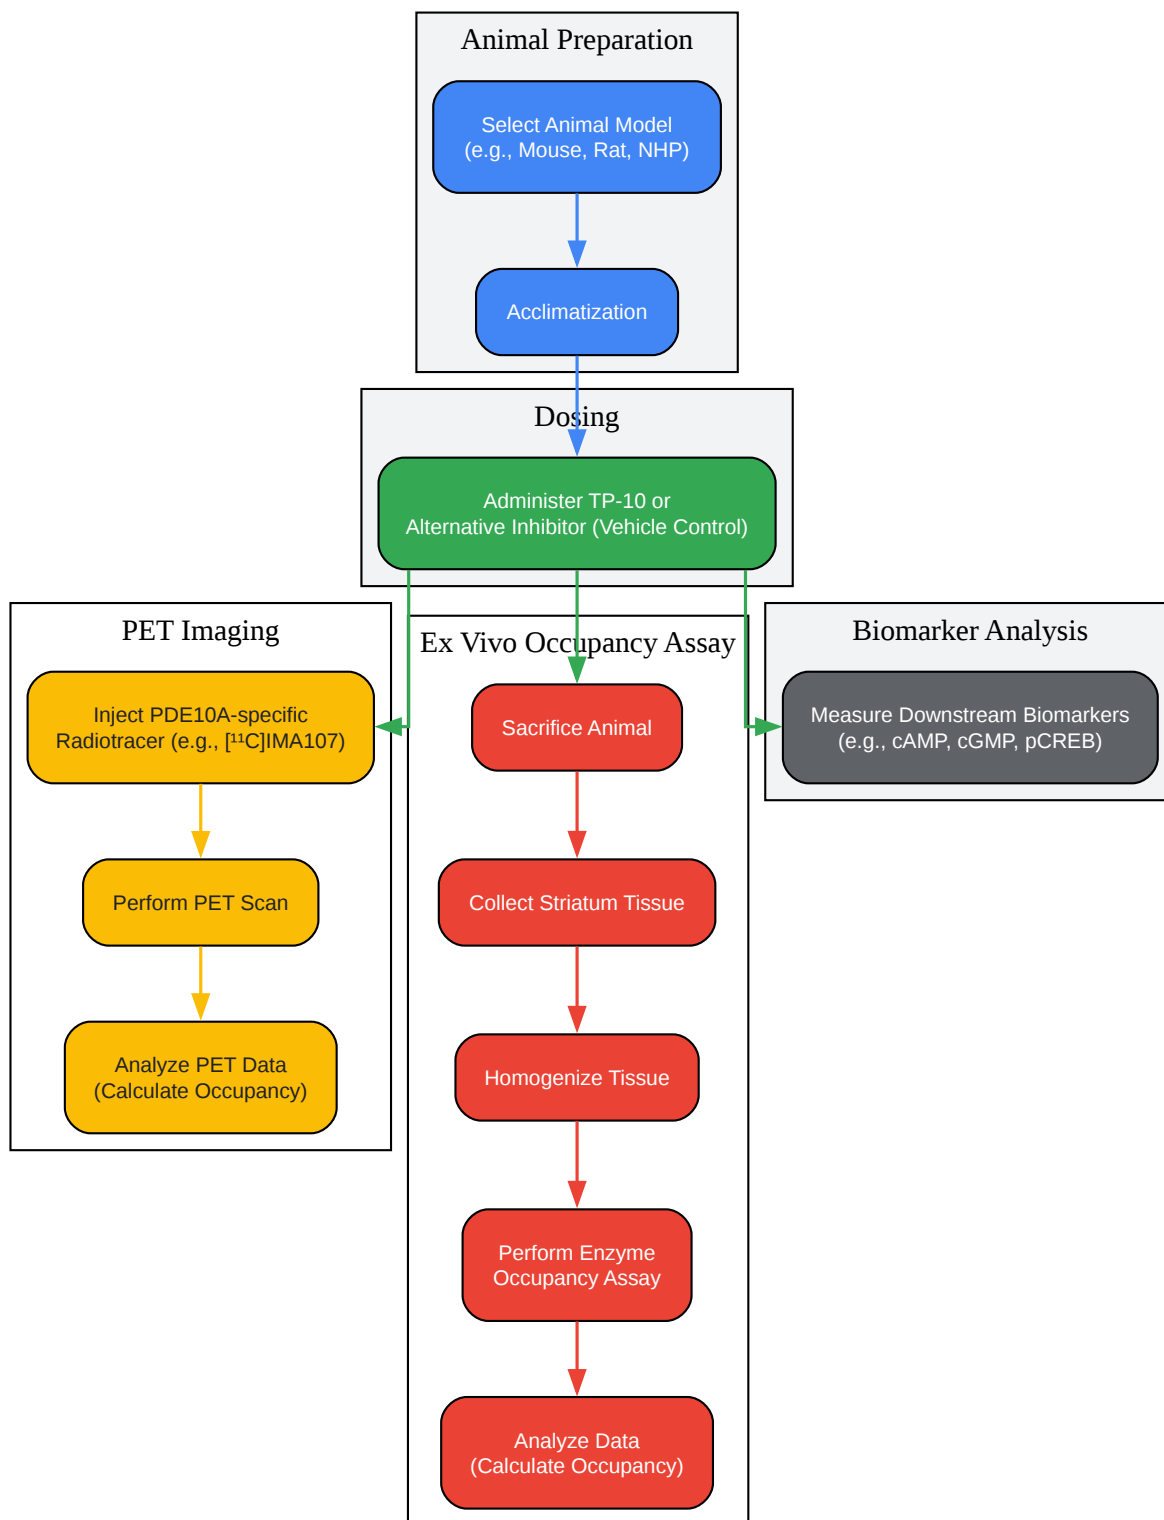 Animal Preparation
Select Animal Model
(e.g., Mouse, Rat, NHP)
Acclimatization
Dosing
Administer TP-10 or
Alternative Inhibitor (Vehicle Control)
PET Imaging
Inject PDE10A-specific
Radiotracer (e.g., [¹¹C]IMA107)
Perform PET Scan
Analyze PET Data
(Calculate Occupancy)
Ex Vivo Occupancy Assay
Sacrifice Animal
Collect Striatum Tissue
Homogenize Tissue
Perform Enzyme
Occupancy Assay
Analyze Data
(Calculate Occupancy)
Biomarker Analysis
Measure Downstream Biomarkers
(e.g., cAMP, cGMP, pCREB)